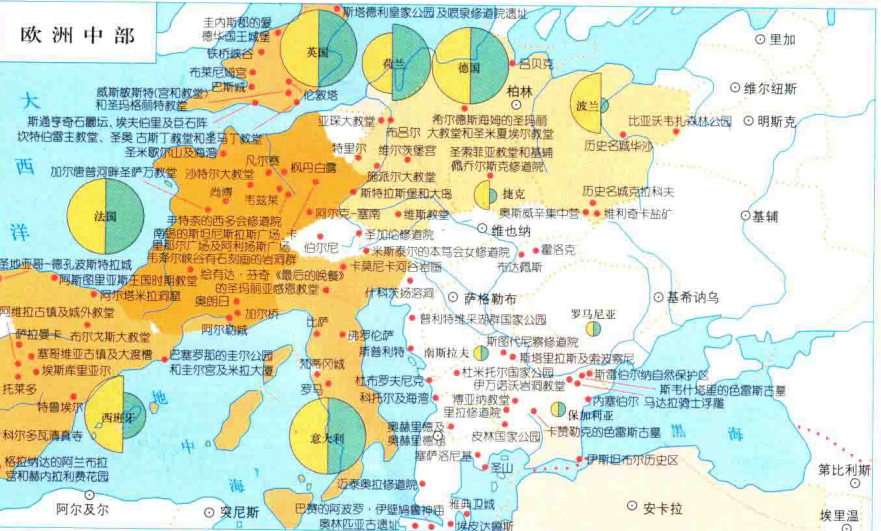 欧洲中部
斯塔德利皇家公园及喷泉修道院遗址
圭内斯郡的爱
德华国王城堡
铁桥峡谷
布莱尼姆宫
巴斯城
威斯敏斯特(宫和教堂)
和圣玛格丽特教堂
伦敦塔
斯通亨奇石圜坛、埃夫伯里及巨石阵
坎特伯雷主教堂、圣奥古斯丁教堂和圣马丁教堂
圣米歇尔山及海湾
英国
荷兰
德国
吕贝克
柏林
波兰
里加
维尔纽斯
明斯克
比亚沃韦扎森林公园
历史名城华沙
亚琛大教堂
布吕尔
希尔德斯海姆的圣玛丽
大教堂和圣米夏埃尔教堂
特里尔
维尔茨堡宫
圣索菲亚教堂和基辅
佩乔尔斯克修道院
施派尔大教堂
凡尔赛
枫丹白露
加尔唐普河畔圣萨万教堂
沙特尔大教堂
尚博
韦兹莱
斯特拉斯堡和大岛
捷克
历史名城克拉科夫
奥斯威辛集中营
维利奇卡盐矿
基辅
大
西
洋
法国
丰特奈的西多会修道院
阿尔克-塞南
维斯教堂
维也纳
南锡的斯坦尼斯拉斯广场、卡
里耶尔广场及阿利扬斯广场
伯尔尼
圣加伦修道院
米斯泰尔的本笃会女修道院
霍洛克
布达佩斯
韦泽尔峡谷有石刻画的岩洞群
卡莫尼卡河谷岩画
圣地亚哥-德孔波斯特拉城
阿斯图里亚斯王国时期教堂
绘有达·芬奇《最后的晚餐》
的圣玛丽亚感恩教堂
什科茨扬溶洞
萨格勒布
基希讷乌
阿尔塔米拉洞窟
奥朗日
加尔桥
阿尔勒城
阿维拉古镇及城外教堂
萨拉曼卡
布尔戈斯大教堂
比萨
佛罗伦萨
普利特维采湖群国家公园
罗马尼亚
塞哥维亚古镇及大渡槽
埃斯库里亚尔
巴塞罗那的圭尔公园
和圭尔宫及米拉大厦
斯普利特
南斯拉夫
斯图代尼察修道院
斯塔里拉斯及索波察尼
托莱多
梵蒂冈城
罗马
杜布罗夫尼克
杜米托尔国家公园
伊万诺沃岩洞教堂
斯雷伯尔纳自然保护区
斯韦什塔里的色雷斯古墓
特鲁埃尔
西班牙
地
中
海
科托尔及海湾
博亚纳教堂
里拉修道院
保加利亚
内塞伯尔
马达拉骑士浮雕
科尔多瓦清真寺
意大利
奥赫里德及
奥赫里德湖
皮林国家公园
卡赞勒克的色雷斯古墓
黑海
格拉纳达的阿兰布拉
宫和赫内拉利费花园
塞萨洛尼基
圣山
伊斯坦布尔历史区
第比利斯
阿尔及尔
突尼斯
迈泰奥拉修道院
巴赛的阿波罗·伊壁鸠鲁神庙
雅典卫城
奥林匹亚古遗址
埃皮达鲁斯
安卡拉
埃里温